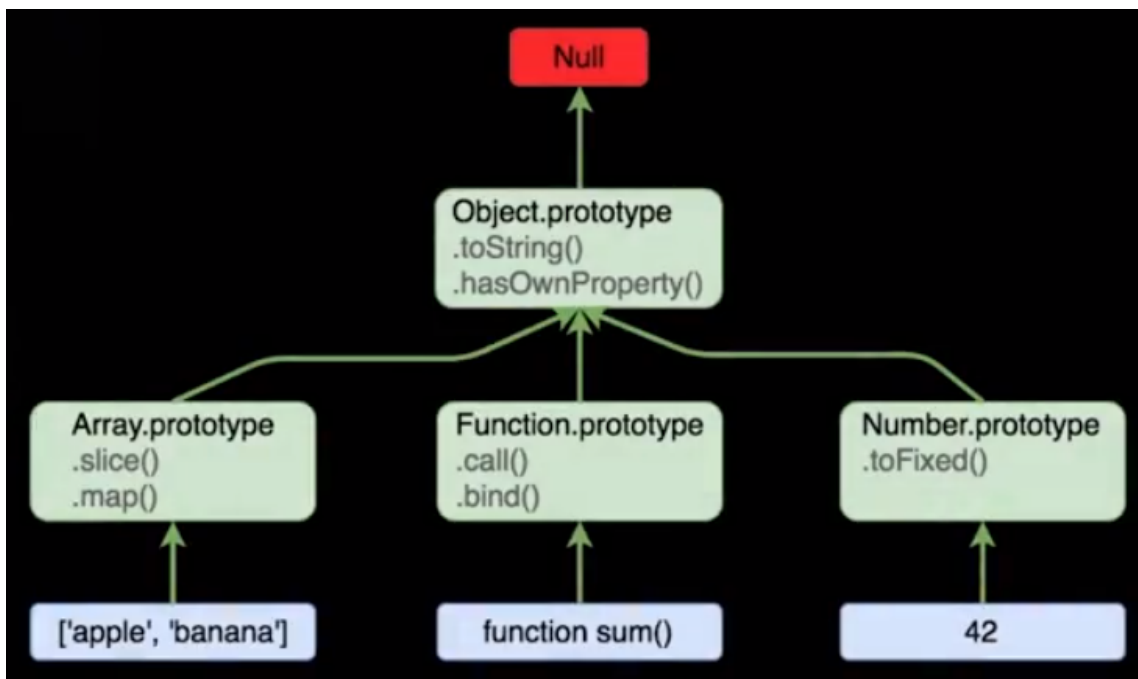 Null
Object.prototype
.toString()
.hasOwnProperty()
Array.prototype
.slice()
.map()
Function.prototype
.call()
.bind()
Number.prototype
.toFixed()
['apple', 'banana']
function sum()
42